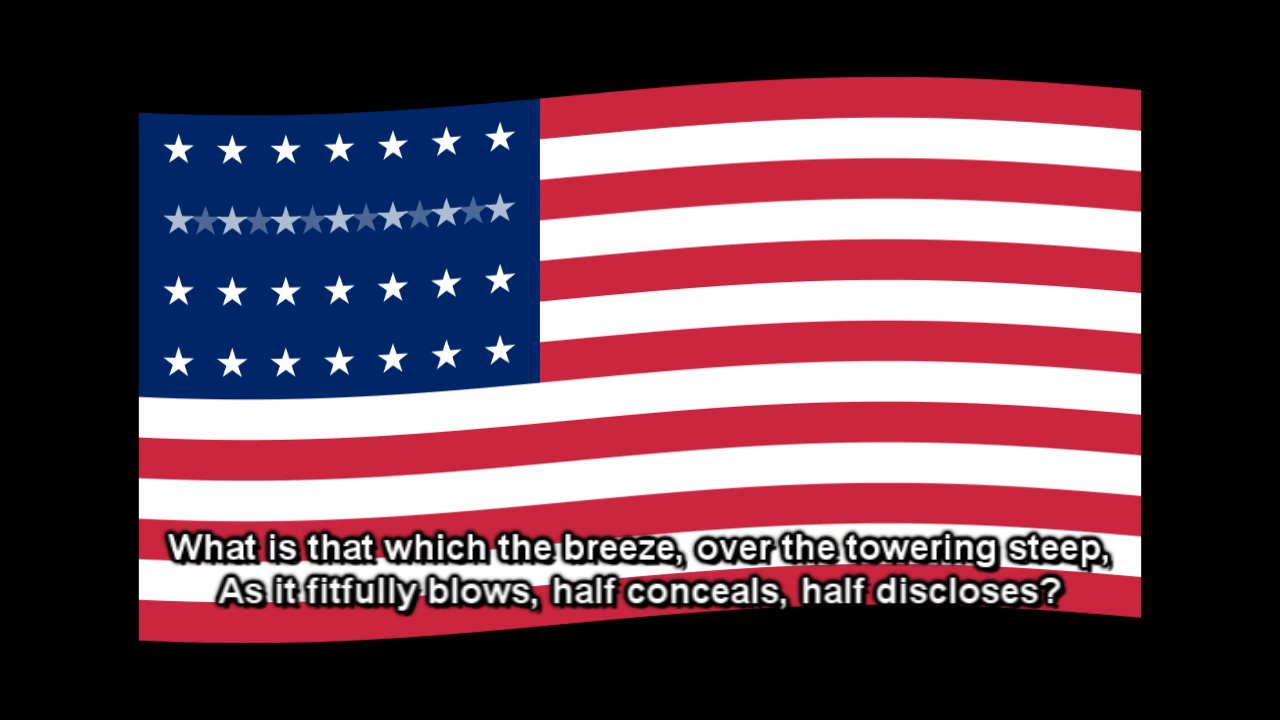 What is that which the breeze, over the towering steep,
As it fitfully blows, half conceals, half discloses?